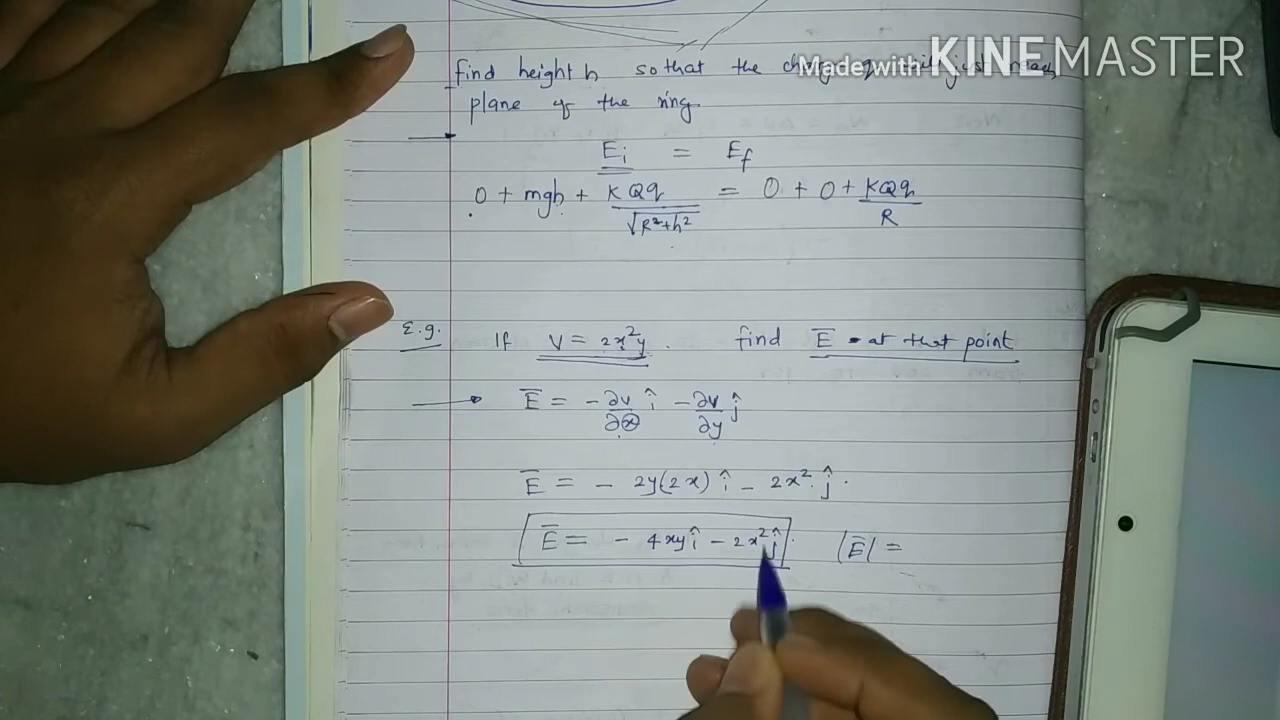 Made with KINEMASTER
find height h so that the
plane of the ring
Ei = Ef
0 + mgh + KQq/√R²+h² = 0 + 0 + KQq/R
E.g. If V = 2x²y. find E̅ at that point
E̅ = - ∂v/∂x î - ∂v/∂y ĵ
E̅ = - 2y(2x) î - 2x² ĵ.
E̅ = - 4xy î - 2x² ĵ |E̅| =